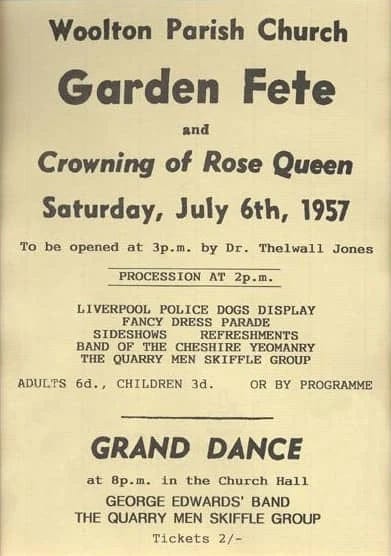 Woolton Parish Church
Garden Fete
and
Crowning of Rose Queen
Saturday, July 6th, 1957
To be opened at 3p.m. by Dr. Thelwall Jones
PROCESSION AT 2p.m.
LIVERPOOL POLICE DOGS DISPLAY
FANCY DRESS PARADE
SIDESHOWS REFRESHMENTS
BAND OF THE CHESHIRE YEOMANRY
THE QUARRY MEN SKIFFLE GROUP
ADULTS 6d., CHILDREN 3d. OR BY PROGRAMME
GRAND DANCE
at 8p.m. in the Church Hall
GEORGE EDWARDS' BAND
THE QUARRY MEN SKIFFLE GROUP
Tickets 2/-